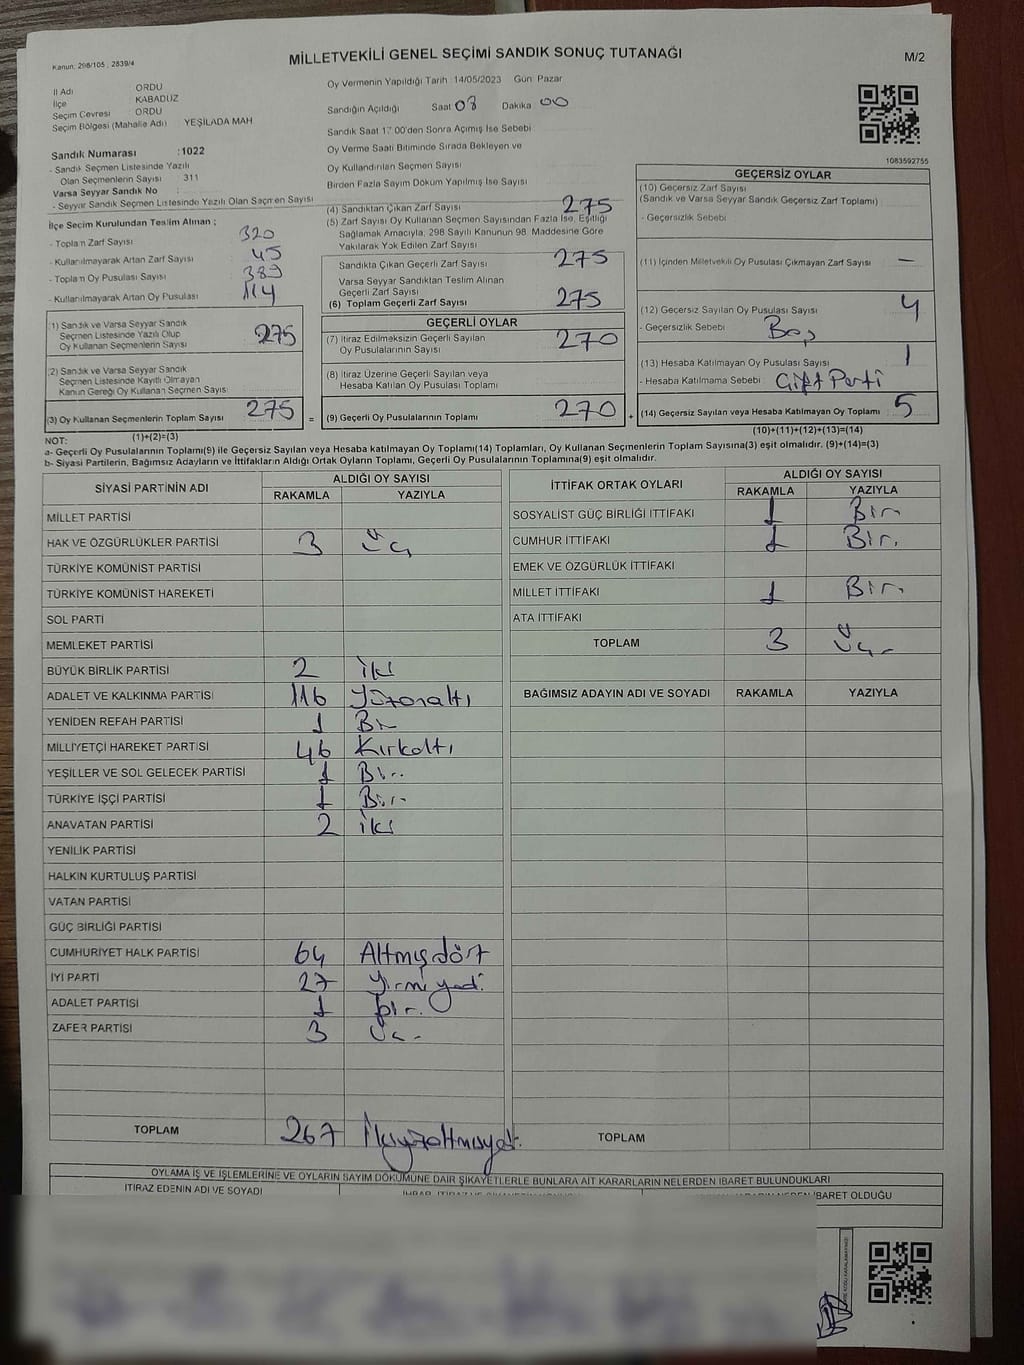 Kanun: 298/105 ; 2839/4
MİLLETVEKİLİ GENEL SEÇİMİ SANDIK SONUÇ TUTANAĞI
M/2
İl Adı ORDU
İlçe KABADÜZ
Seçim Çevresi ORDU
Seçim Bölgesi (Mahalle Adı) YEŞİLADA MAH
Oy Vermenin Yapıldığı Tarih : 14/05/2023 Gün: Pazar
Sandığın Açıldığı Saat 08 Dakika 00
Sandık Saat 17.00'den Sonra Açılmış İse Sebebi
Oy Verme Saati Bitiminde Sırada Bekleyen ve
Oy Kullandırılan Seçmen Sayısı
Birden Fazla Sayım Döküm Yapılmış İse Sayısı
Sandık Numarası : 1022
- Sandık Seçmen Listesinde Yazılı
Olan Seçmenlerin Sayısı : 311
Varsa Seyyar Sandık No :
- Seyyar Sandık Seçmen Listesinde Yazılı Olan Seçmen Sayısı
1083592755
İlçe Seçim Kurulundan Teslim Alınan ;
- Toplam Zarf Sayısı 320
- Kullanılmayarak Artan Zarf Sayısı 45
- Toplam Oy Pusulası Sayısı 389
- Kullanılmayarak Artan Oy Pusulası 114
(4) Sandıktan Çıkan Zarf Sayısı 275
(5) Zarf Sayısı Oy Kullanan Seçmen Sayısından Fazla İse, Eşitliği
Sağlamak Amacıyla, 298 Sayılı Kanunun 98. Maddesine Göre
Yakılarak Yok Edilen Zarf Sayısı
Sandıkta Çıkan Geçerli Zarf Sayısı 275
Varsa Seyyar Sandıktan Teslim Alınan
Geçerli Zarf Sayısı
(6) Toplam Geçerli Zarf Sayısı 275
GEÇERSİZ OYLAR
(10) Geçersiz Zarf Sayısı
(Sandık ve Varsa Seyyar Sandık Geçersiz Zarf Toplamı)
- Geçersizlik Sebebi
(11) İçinden Milletvekili Oy Pusulası Çıkmayan Zarf Sayısı -
(12) Geçersiz Sayılan Oy Pusulası Sayısı 4
- Geçersizlik Sebebi Boş
(13) Hesaba Katılmayan Oy Pusulası Sayısı 1
- Hesaba Katılmama Sebebi Çift Parti
(14) Geçersiz Sayılan veya Hesaba Katılmayan Oy Toplamı 5
(10)+(11)+(12)+(13)=(14)
(1) Sandık ve Varsa Seyyar Sandık
Seçmen Listesinde Yazılı Olup
Oy Kullanan Seçmenlerin Sayısı 275
(2) Sandık ve Varsa Seyyar Sandık
Seçmen Listesinde Kayıtlı Olmayan
Kanun Gereği Oy Kullanan Seçmen Sayısı
(3) Oy Kullanan Seçmenlerin Toplam Sayısı 275 =
(1)+(2)=(3)
GEÇERLİ OYLAR
(7) İtiraz Edilmeksizin Geçerli Sayılan
Oy Pusulalarının Sayısı 270
(8) İtiraz Üzerine Geçerli Sayılan veya
Hesaba Katılan Oy Pusulası Toplamı
(9) Geçerli Oy Pusulalarının Toplamı 270 +
NOT:
a- Geçerli Oy Pusulalarının Toplamı(9) ile Geçersiz Sayılan veya Hesaba katılmayan Oy Toplamı(14) Toplamları, Oy Kullanan Seçmenlerin Toplam Sayısına(3) eşit olmalıdır. (9)+(14)=(3)
b- Siyasi Partilerin, Bağımsız Adayların ve İttifakların Aldığı Ortak Oyların Toplamı, Geçerli Oy Pusulalarının Toplamına(9) eşit olmalıdır.
SİYASİ PARTİNİN ADI ALDIĞI OY SAYISI
RAKAMLA YAZIYLA
MİLLET PARTİSİ
HAK VE ÖZGÜRLÜKLER PARTİSİ 3 Üç
TÜRKİYE KOMÜNİST PARTİSİ
TÜRKİYE KOMÜNİST HAREKETİ
SOL PARTİ
MEMLEKET PARTİSİ
BÜYÜK BİRLİK PARTİSİ 2 İki
ADALET VE KALKINMA PARTİSİ 116 Yüzonaltı
YENİDEN REFAH PARTİSİ 1 Bir
MİLLİYETÇİ HAREKET PARTİSİ 46 Kırkaltı
YEŞİLLER VE SOL GELECEK PARTİSİ 1 Bir
TÜRKİYE İŞÇİ PARTİSİ 1 Bir
ANAVATAN PARTİSİ 2 İki
YENİLİK PARTİSİ
HALKIN KURTULUŞ PARTİSİ
VATAN PARTİSİ
GÜÇ BİRLİĞİ PARTİSİ
CUMHURİYET HALK PARTİSİ 64 Altmışdört
İYİ PARTİ 27 Yirmiyedi
ADALET PARTİSİ 1 bir
ZAFER PARTİSİ 3 Üç
TOPLAM 267 İkiyüzaltmışyedi
İTTİFAK ORTAK OYLARI ALDIĞI OY SAYISI
RAKAMLA YAZIYLA
SOSYALİST GÜÇ BİRLİĞİ İTTİFAKI 1 Bir
CUMHUR İTTİFAKI 1 Bir.
EMEK VE ÖZGÜRLÜK İTTİFAKI
MİLLET İTTİFAKI 1 Bir.
ATA İTTİFAKI
TOPLAM 3 Üç
BAĞIMSIZ ADAYIN ADI VE SOYADI RAKAMLA YAZIYLA
TOPLAM
OYLAMA İŞ VE İŞLEMLERİNE VE OYLARIN SAYIM DÖKÜMÜNE DAİR ŞİKAYETLERLE BUNLARA AİT KARARLARIN NELERDEN İBARET BULUNDUKLARI
İTİRAZ EDENİN ADI VE SOYADI
İBARET OLDUĞU